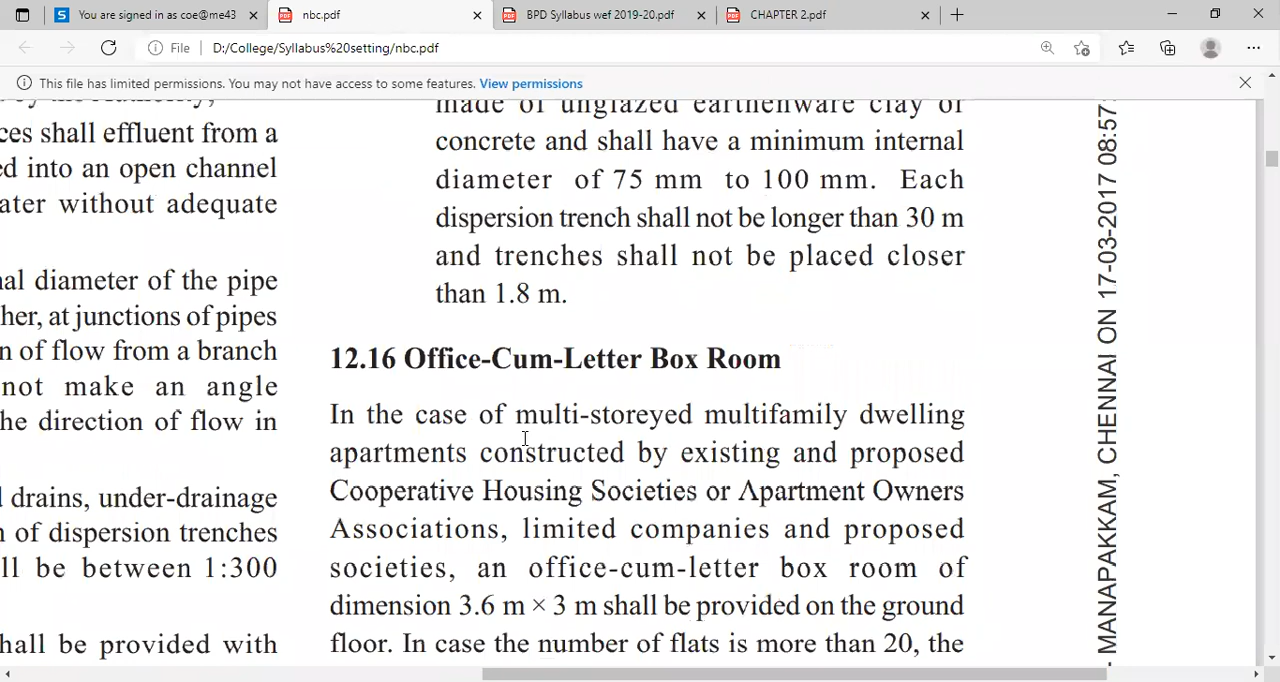 You are signed in as coe@me43
nbc.pdf
BPD Syllabus wef 2019-20.pdf
CHAPTER 2.pdf
File
D:/College/Syllabus%20setting/nbc.pdf
This file has limited permissions. You may not have access to some features. View permissions
ces shall effluent from a
ed into an open channel
ater without adequate
al diameter of the pipe
her, at junctions of pipes
n of flow from a branch
not make an angle
he direction of flow in
l drains, under-drainage
n of dispersion trenches
ll be between 1:300
hall be provided with
made of unglazed earthenware clay or
concrete and shall have a minimum internal
diameter of 75 mm to 100 mm. Each
dispersion trench shall not be longer than 30 m
and trenches shall not be placed closer
than 1.8 m.
12.16 Office-Cum-Letter Box Room
In the case of multi-storeyed multifamily dwelling
apartments constructed by existing and proposed
Cooperative Housing Societies or Apartment Owners
Associations, limited companies and proposed
societies, an office-cum-letter box room of
dimension 3.6 m × 3 m shall be provided on the ground
floor. In case the number of flats is more than 20, the
MANAPAKKAM, CHENNAI ON 17-03-2017 08:57